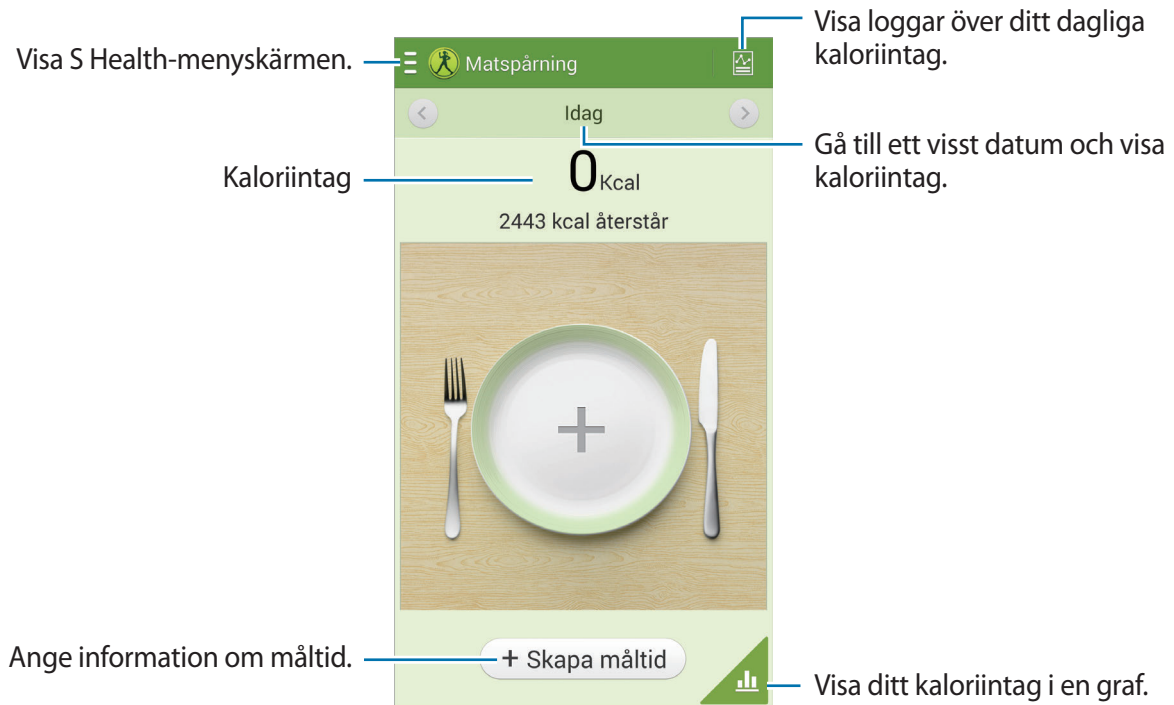 Visa loggar över ditt dagliga
kaloriintag.
Visa S Health-menyskärmen.
Matspårning
Idag
Gå till ett visst datum och visa
kaloriintag.
Kaloriintag
0Kcal
2443 kcal återstår
Ange information om måltid.
+ Skapa måltid
Visa ditt kaloriintag i en graf.